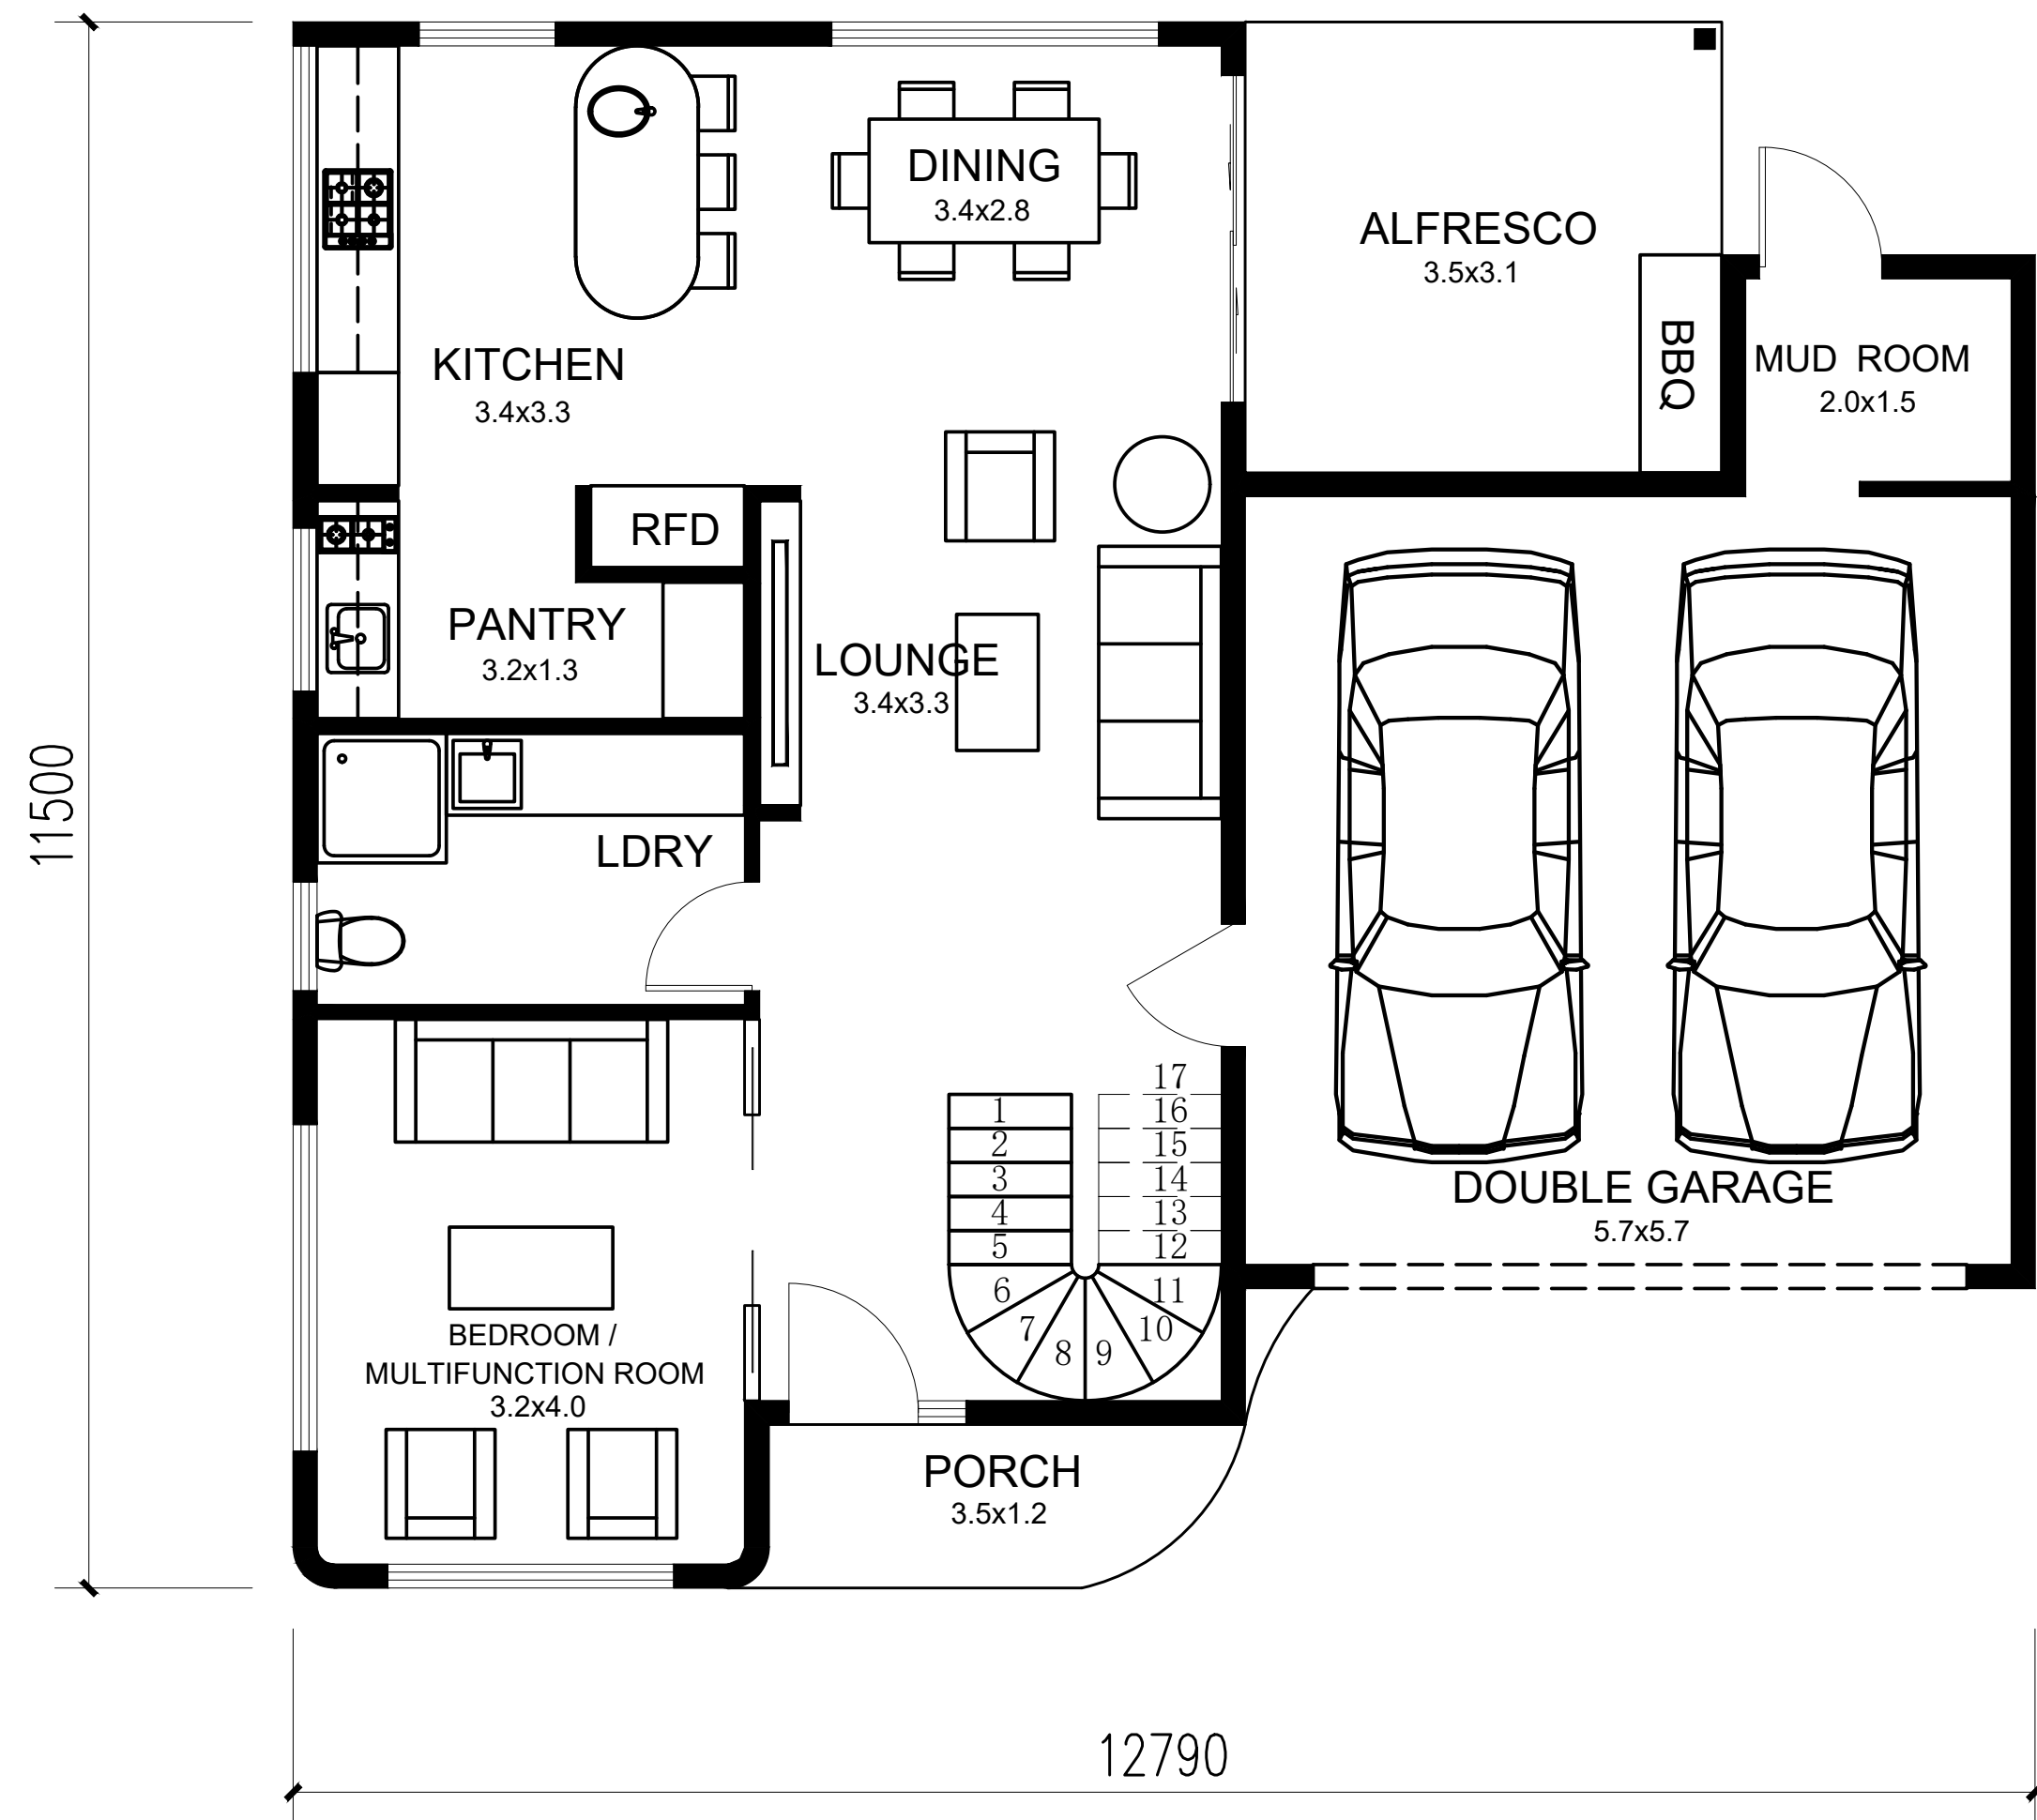 DINING
3.4x2.8
ALFRESCO
3.5x3.1
KITCHEN
3.4x3.3
BBQ
MUD ROOM
2.0x1.5
RFD
PANTRY
3.2x1.3
LOUNGE
3.4x3.3
11500
LDRY
1
2
3
4
5
6
7
8
9
10
11
12
13
14
15
16
17
DOUBLE GARAGE
5.7x5.7
BEDROOM /
MULTIFUNCTION ROOM
3.2x4.0
PORCH
3.5x1.2
12790